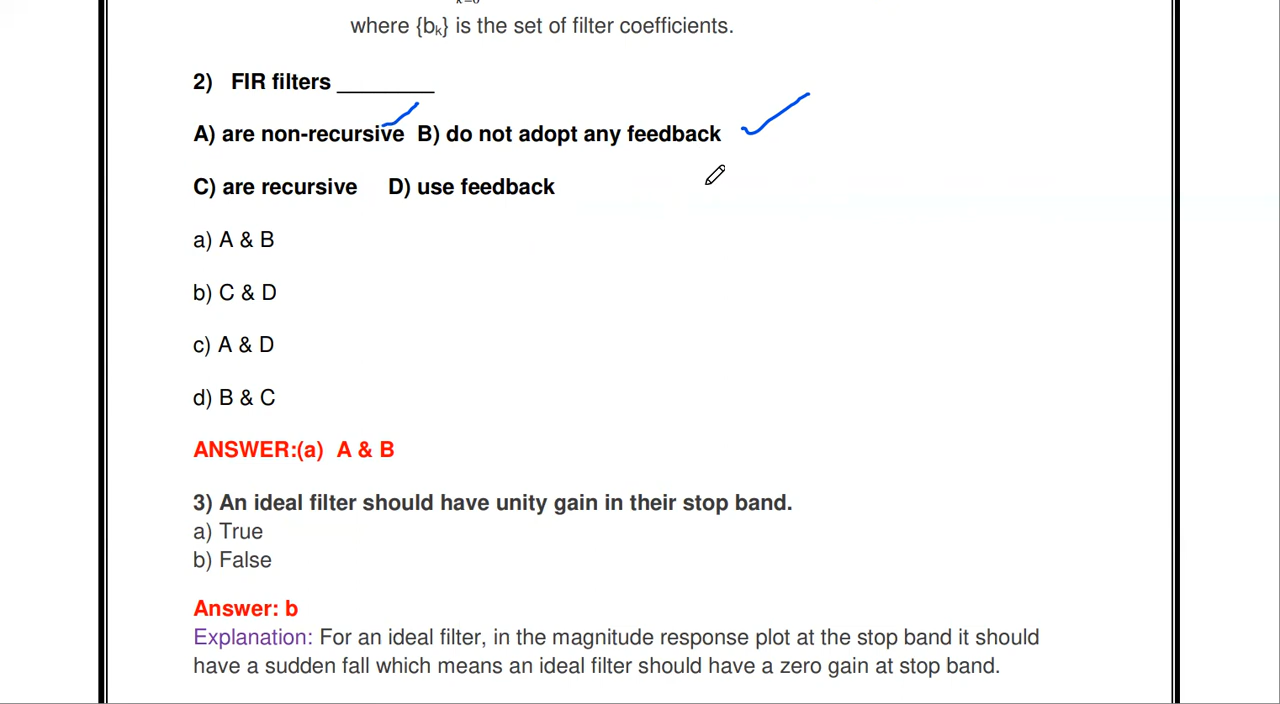 where {bk} is the set of filter coefficients.
2) FIR filters ________
A) are non-recursive B) do not adopt any feedback
C) are recursive D) use feedback
a) A & B
b) C & D
c) A & D
d) B & C
ANSWER:(a) A & B
3) An ideal filter should have unity gain in their stop band.
a) True
b) False
Answer: b
Explanation: For an ideal filter, in the magnitude response plot at the stop band it should
have a sudden fall which means an ideal filter should have a zero gain at stop band.